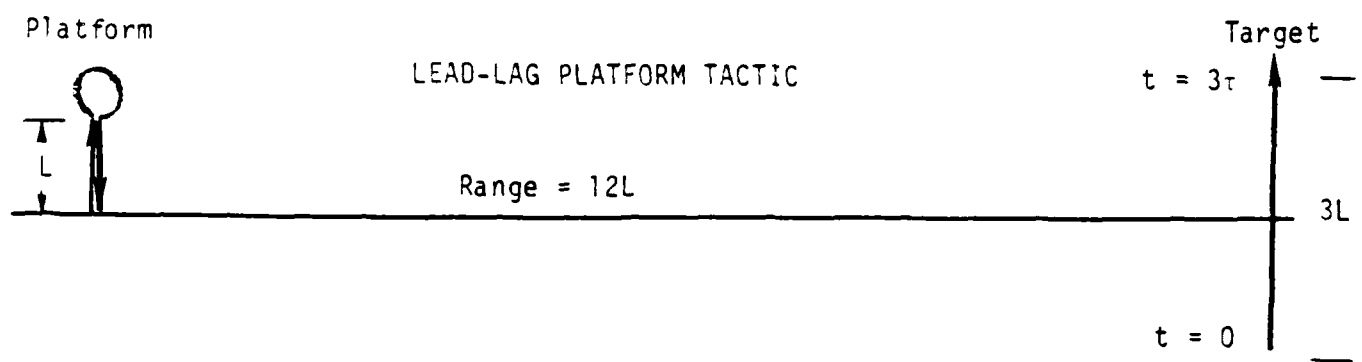 Platform
Target
LEAD-LAG PLATFORM TACTIC
t = 3τ
L
Range = 12L
3L
t = 0